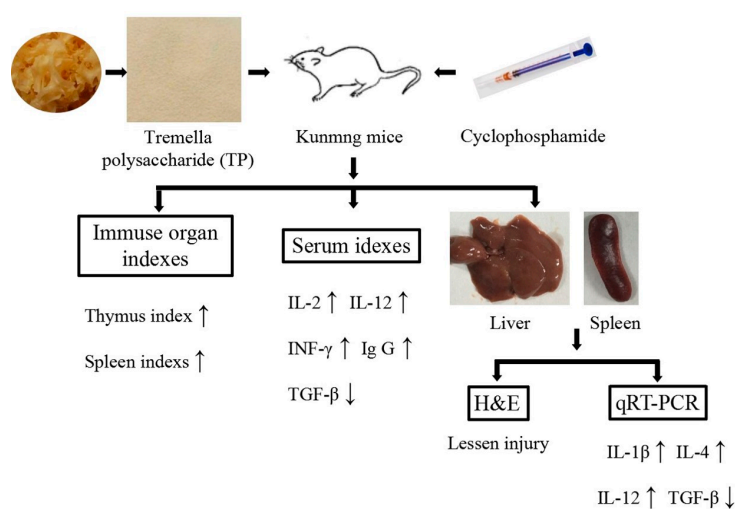 Tremella
polysaccharide (TP)
Kunmng mice
Cyclophosphamide
Immuse organ
indexes
Thymus index ↑
Spleen indexs ↑
Serum idexes
IL-2 ↑ IL-12 ↑
INF-γ ↑ Ig G ↑
TGF-β ↓
Liver
Spleen
H&E
Lessen injury
qRT-PCR
IL-1β ↑ IL-4 ↑
IL-12 ↑ TGF-β ↓